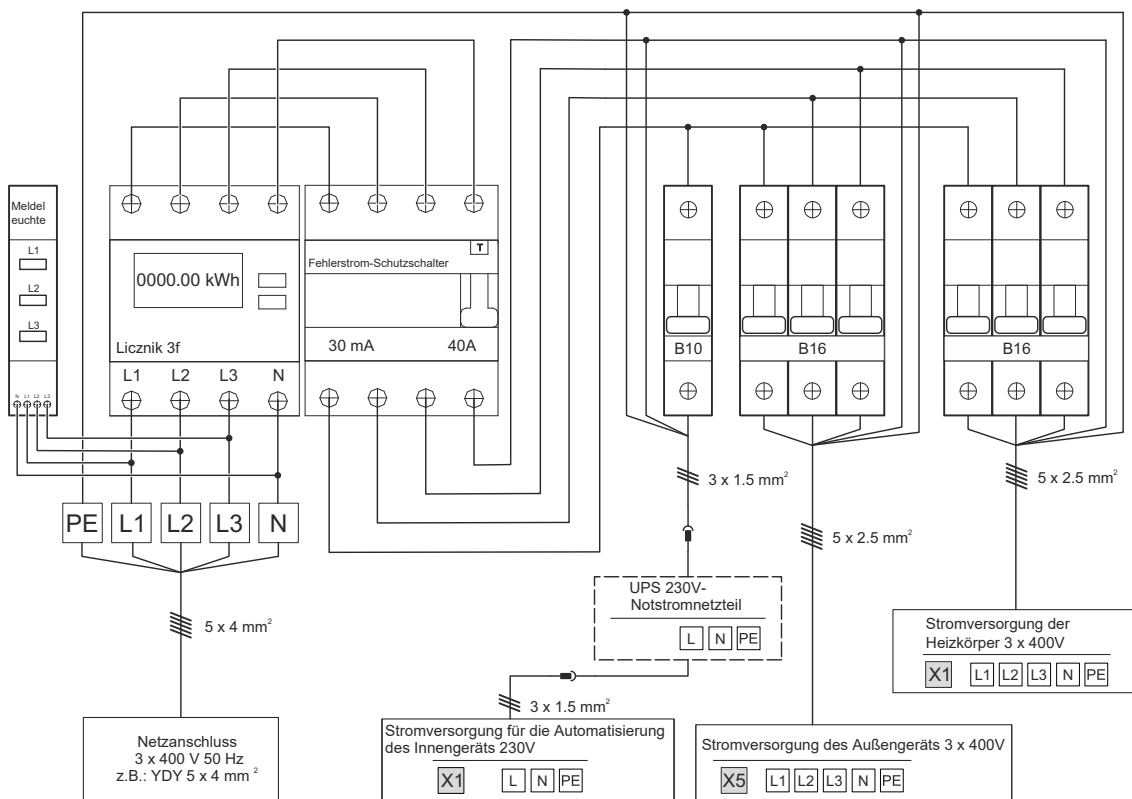 Meldel
euchte
L1
L2
L3
N L1 L2 L3
0000.00 kWh
Licznik 3f
L1 L2 L3 N
T
Fehlerstrom-Schutzschalter
30 mA 40A
B10
B16
B16
PE L1 L2 L3 N
3 x 1.5 mm²
5 x 2.5 mm²
5 x 2.5 mm²
5 x 4 mm²
UPS 230V-
Notstromnetzteil
L N PE
Stromversorgung der
Heizkörper 3 x 400V
X1 L1 L2 L3 N PE
3 x 1.5 mm²
Netzanschluss
3 x 400 V 50 Hz
z.B.: YDY 5 x 4 mm ²
Stromversorgung für die Automatisierung
des Innengeräts 230V
X1 L N PE
Stromversorgung des Außengeräts 3 x 400V
X5 L1 L2 L3 N PE